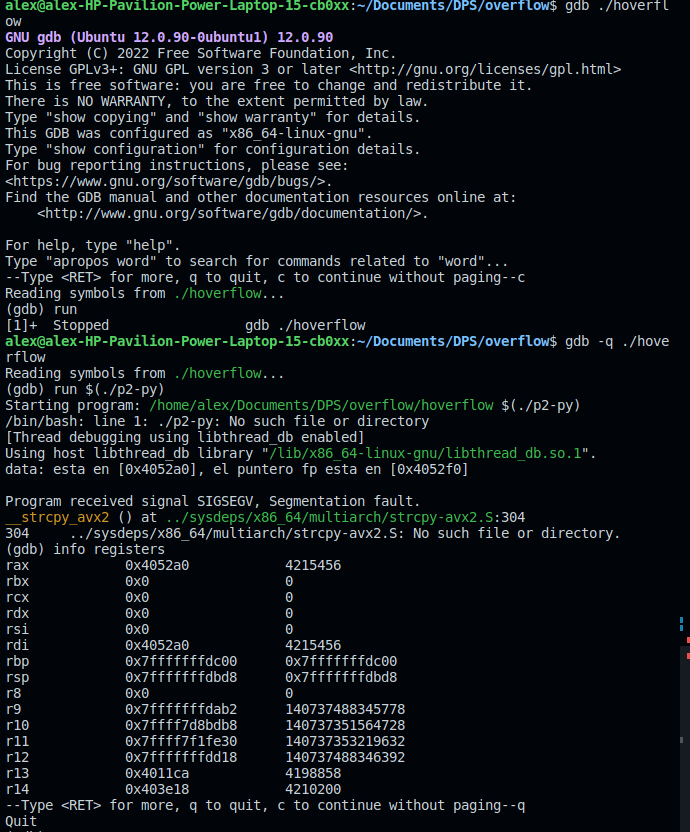 alex@alex-HP-Pavilion-Power-Laptop-15-cb0xx:~/Documents/DPS/overflow$ gdb ./hoverfl
ow
GNU gdb (Ubuntu 12.0.90-0ubuntu1) 12.0.90
Copyright (C) 2022 Free Software Foundation, Inc.
License GPLv3+: GNU GPL version 3 or later <http://gnu.org/licenses/gpl.html>
This is free software: you are free to change and redistribute it.
There is NO WARRANTY, to the extent permitted by law.
Type "show copying" and "show warranty" for details.
This GDB was configured as "x86_64-linux-gnu".
Type "show configuration" for configuration details.
For bug reporting instructions, please see:
<https://www.gnu.org/software/gdb/bugs/>.
Find the GDB manual and other documentation resources online at:
    <http://www.gnu.org/software/gdb/documentation/>.

For help, type "help".
Type "apropos word" to search for commands related to "word"...
--Type <RET> for more, q to quit, c to continue without paging--c
Reading symbols from ./hoverflow...
(gdb) run
[1]+  Stopped                 gdb ./hoverflow
alex@alex-HP-Pavilion-Power-Laptop-15-cb0xx:~/Documents/DPS/overflow$ gdb -q ./hove
rflow
Reading symbols from ./hoverflow...
(gdb) run $(./p2-py)
Starting program: /home/alex/Documents/DPS/overflow/hoverflow $(./p2-py)
/bin/bash: line 1: ./p2-py: No such file or directory
[Thread debugging using libthread_db enabled]
Using host libthread_db library "/lib/x86_64-linux-gnu/libthread_db.so.1".
data: esta en [0x4052a0], el puntero fp esta en [0x4052f0]

Program received signal SIGSEGV, Segmentation fault.
__strcpy_avx2 () at ../sysdeps/x86_64/multiarch/strcpy-avx2.S:304
304     ../sysdeps/x86_64/multiarch/strcpy-avx2.S: No such file or directory.
(gdb) info registers
rax            0x4052a0            4215456
rbx            0x0                 0
rcx            0x0                 0
rdx            0x0                 0
rsi            0x0                 0
rdi            0x4052a0            4215456
rbp            0x7fffffffdc00      0x7fffffffdc00
rsp            0x7fffffffdbd8      0x7fffffffdbd8
r8             0x0                 0
r9             0x7fffffffdab2      140737488345778
r10            0x7ffff7d8bdb8      140737351564728
r11            0x7ffff7f1fe30      140737353219632
r12            0x7fffffffdd18      140737488346392
r13            0x4011ca            4198858
r14            0x403e18            4210200
--Type <RET> for more, q to quit, c to continue without paging--q
Quit